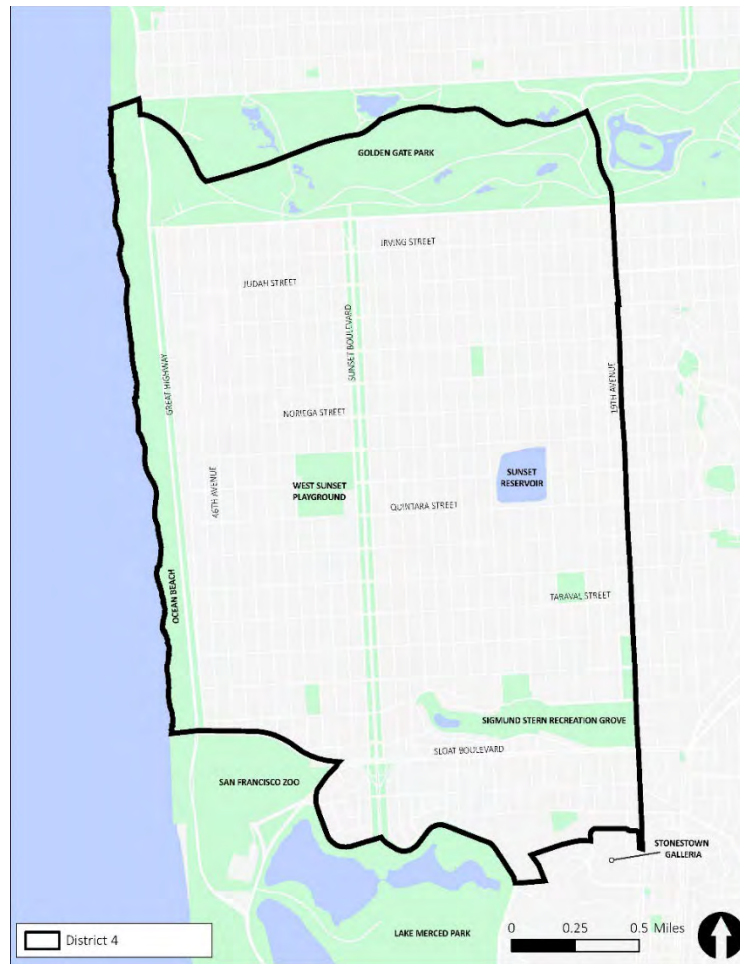 GOLDEN GATE PARK
IRVING STREET
JUDAH STREET
SUNSET BOULEVARD
GREAT HIGHWAY
19TH AVENUE
NORIEGA STREET
46TH AVENUE
WEST SUNSET
PLAYGROUND
SUNSET
RESERVOIR
QUINTARA STREET
OCEAN BEACH
TARAVAL STREET
SIGMUND STERN RECREATION GROVE
SLOAT BOULEVARD
SAN FRANCISCO ZOO
STONESTOWN
GALLERIA
LAKE MERCED PARK
District 4
0 0.25 0.5 Miles